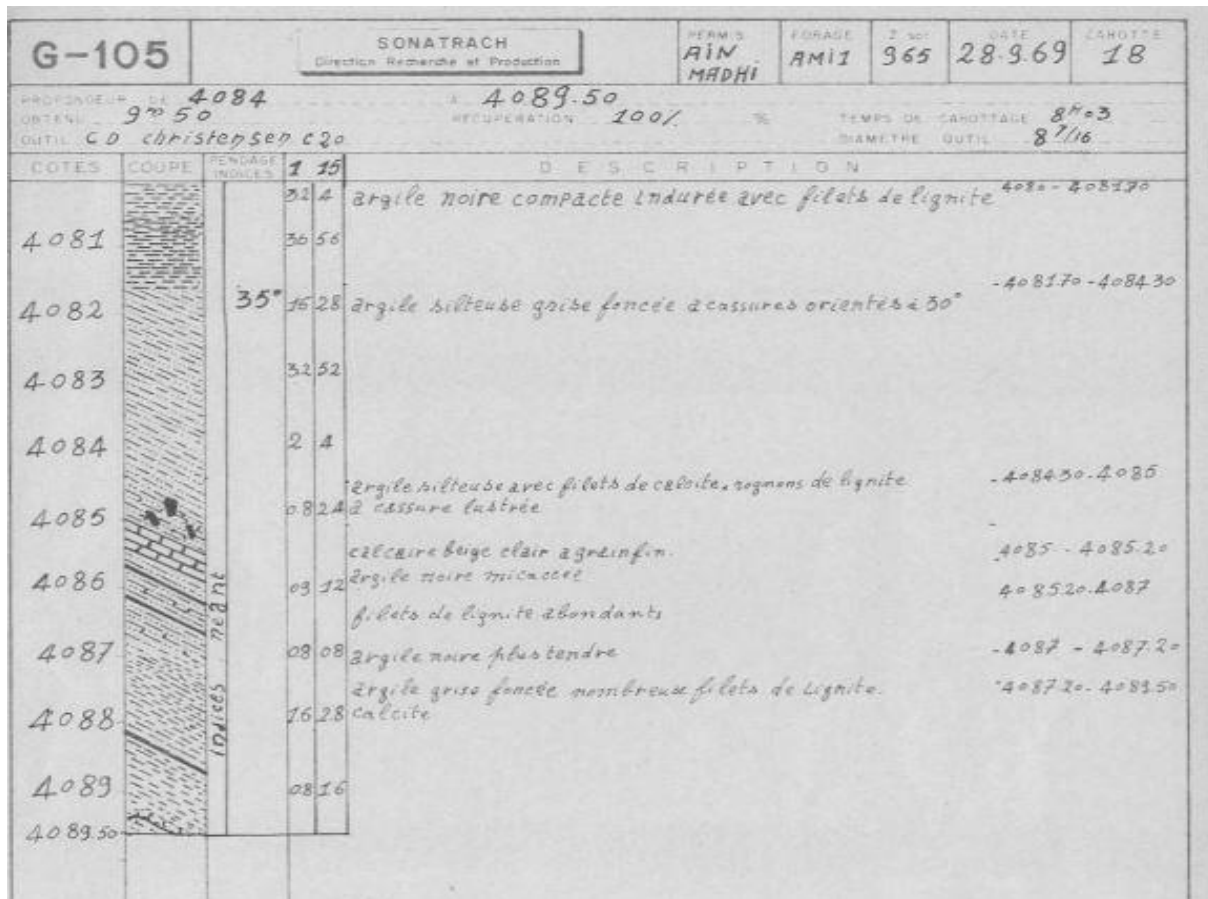 G-105
SONATRACH
Direction Recherche et Production
PERMIS
AIN MADHI
FORAGE
AMI1
Z sol
965
DATE
28.9.69
CAROTTE
18
PROFONDEUR DE 4084 A 4089.50
OBTENU 9m50 RECUPERATION 100% % TEMPS DE CAROTTAGE 8H03
OUTIL CD christensen c20 DIAMETRE OUTIL 8 7/16
COTES COUPE PENDAGE INDICES 1 15 DESCRIPTION
32 4 argile noire compacte indurée avec filets de lignite 4080 - 4081.70
4081 36 56
-4081.70-4084.30
4082 35° 16 28 argile silteuse grise foncée à cassures orientés à 30°
4083 32 52
4084 2 4
argile silteuse avec filets de calcite, rognons de lignite -4084.30.4085
4085 08 24 à cassure lustrée
calcaire beige clair à grain fin. 4085 - 4085.20
4086 09 12 argile noire micacée 4085.20.4087
filets de lignite abondants
4087 08 08 argile noire plus tendre -4087 - 4087.20
argile grise foncée nombreuse filets de Lignite. 4087.20-4089.50
4088 16 28 calcite
indices neant
4089 08 16
4089.50